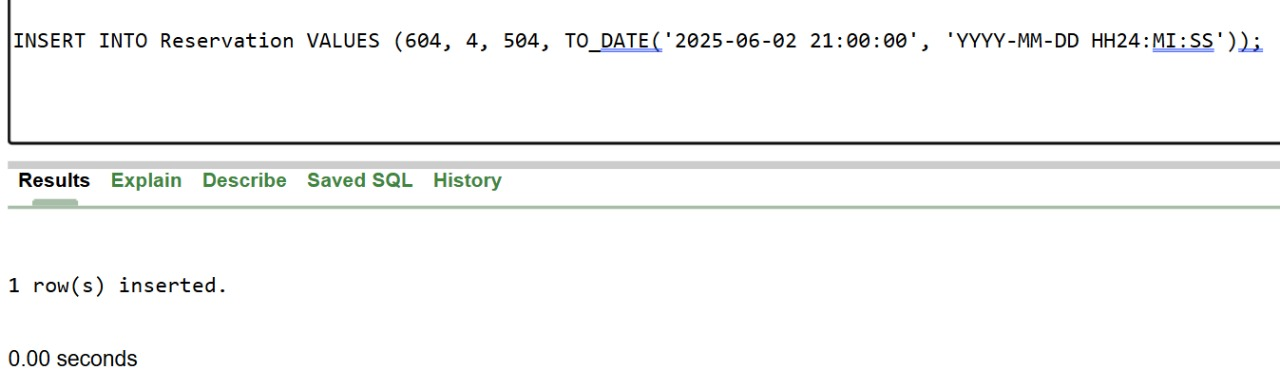 INSERT INTO Reservation VALUES (604, 4, 504, TO_DATE('2025-06-02 21:00:00', 'YYYY-MM-DD HH24:MI:SS'));
Results Explain Describe Saved SQL History
1 row(s) inserted.
0.00 seconds